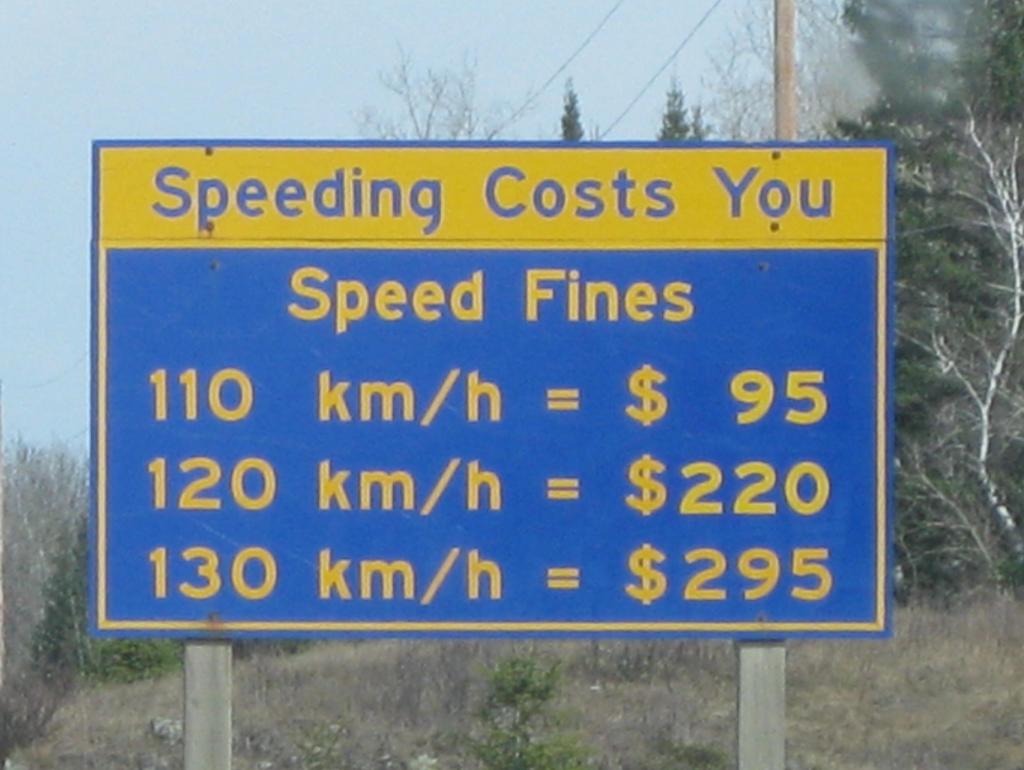 Speeding Costs You
Speed Fines
110 km/h = $ 95
120 km/h = $220
130 km/h = $295